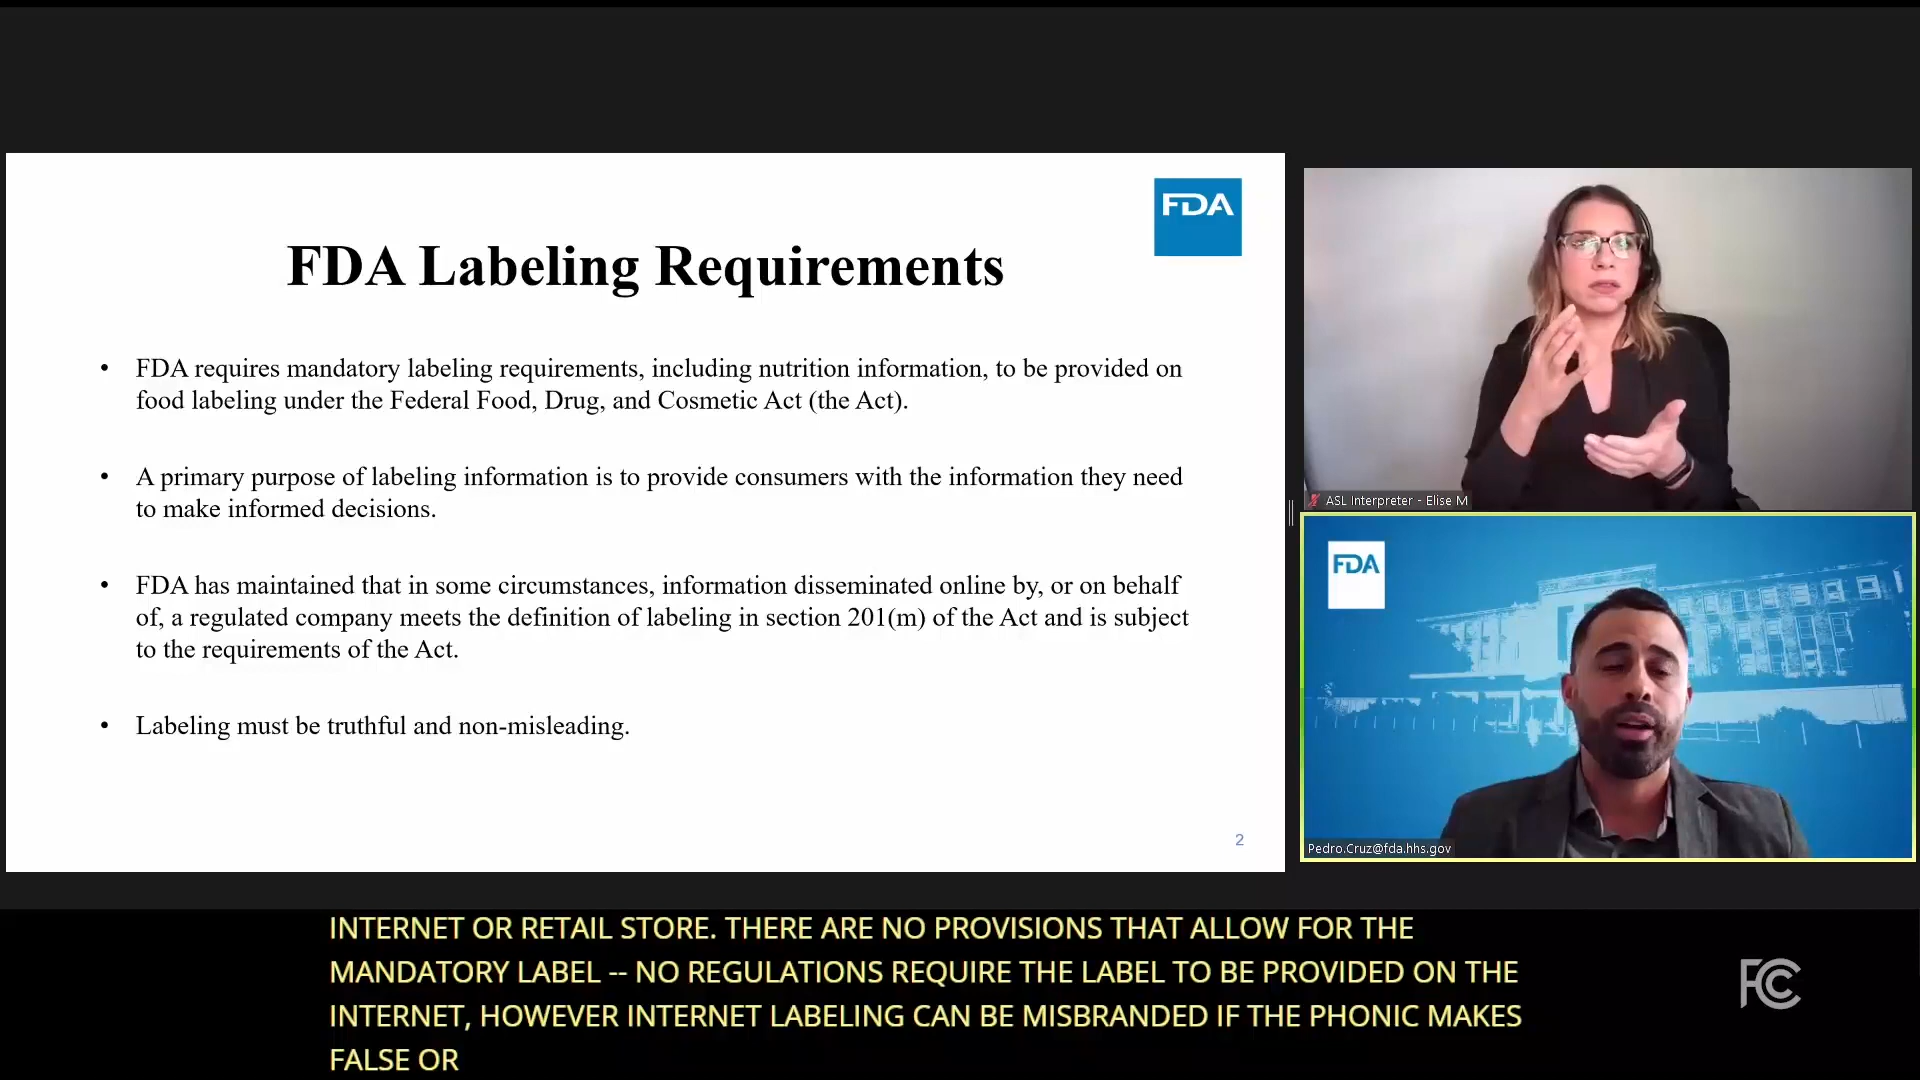 FDA
FDA Labeling Requirements
• FDA requires mandatory labeling requirements, including nutrition information, to be provided on
food labeling under the Federal Food, Drug, and Cosmetic Act (the Act).
• A primary purpose of labeling information is to provide consumers with the information they need
to make informed decisions.
• FDA has maintained that in some circumstances, information disseminated online by, or on behalf
of, a regulated company meets the definition of labeling in section 201(m) of the Act and is subject
to the requirements of the Act.
• Labeling must be truthful and non-misleading.
2
ASL Interpreter - Elise M
FDA
Pedro.Cruz@fda.hhs.gov
INTERNET OR RETAIL STORE. THERE ARE NO PROVISIONS THAT ALLOW FOR THE
MANDATORY LABEL -- NO REGULATIONS REQUIRE THE LABEL TO BE PROVIDED ON THE
INTERNET, HOWEVER INTERNET LABELING CAN BE MISBRANDED IF THE PHONIC MAKES
FALSE OR
FCC